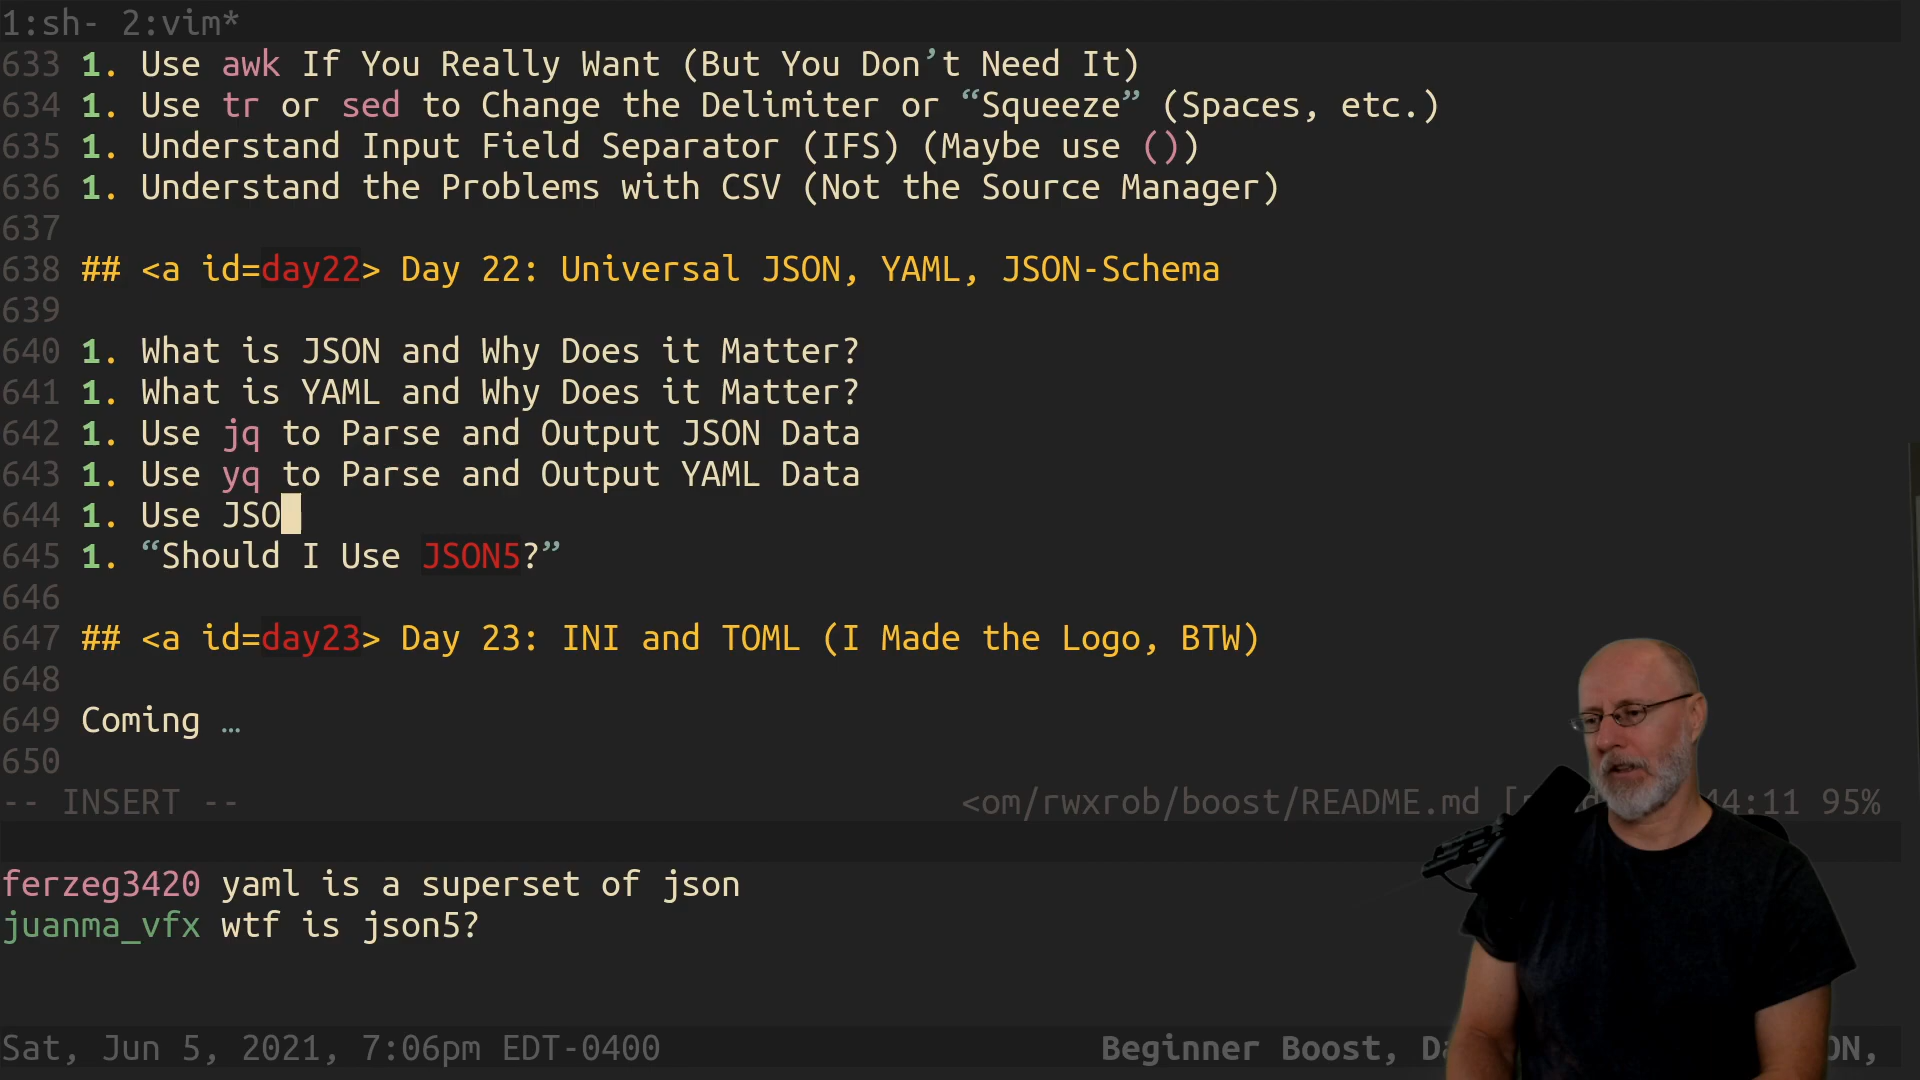 1:sh- 2:vim*
633 1. Use awk If You Really Want (But You Don’t Need It)
634 1. Use tr or sed to Change the Delimiter or “Squeeze” (Spaces, etc.)
635 1. Understand Input Field Separator (IFS) (Maybe use ())
636 1. Understand the Problems with CSV (Not the Source Manager)
637
638 ## <a id=day22> Day 22: Universal JSON, YAML, JSON-Schema
639
640 1. What is JSON and Why Does it Matter?
641 1. What is YAML and Why Does it Matter?
642 1. Use jq to Parse and Output JSON Data
643 1. Use yq to Parse and Output YAML Data
644 1. Use JSO
645 1. “Should I Use JSON5?”
646
647 ## <a id=day23> Day 23: INI and TOML (I Made the Logo, BTW)
648
649 Coming …
650
-- INSERT -- <om/rwxrob/boost/README.md 95%
ferzeg3420 yaml is a superset of json
juanma_vfx wtf is json5?
Sat, Jun 5, 2021, 7:06pm EDT-0400 Beginner Boost,